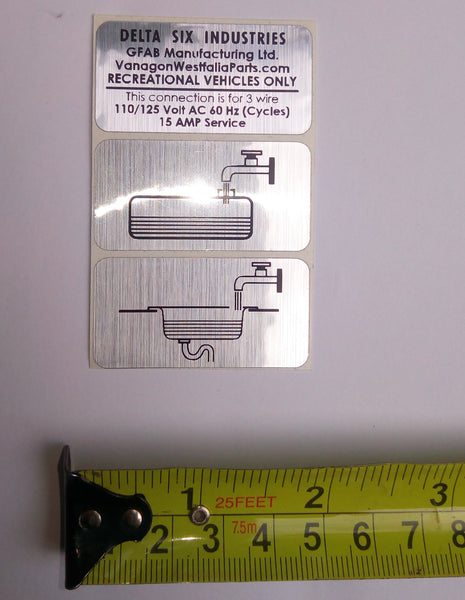 DELTA SIX INDUSTRIES
GFAB Manufacturing Ltd.
VanagonWestfaliaParts.com
RECREATIONAL VEHICLES ONLY
This connection is for 3 wire
110/125 Volt AC 60 Hz (Cycles)
15 AMP Service
1 25FEET 2 3
2 3 7.5m 4 5 6 7 8